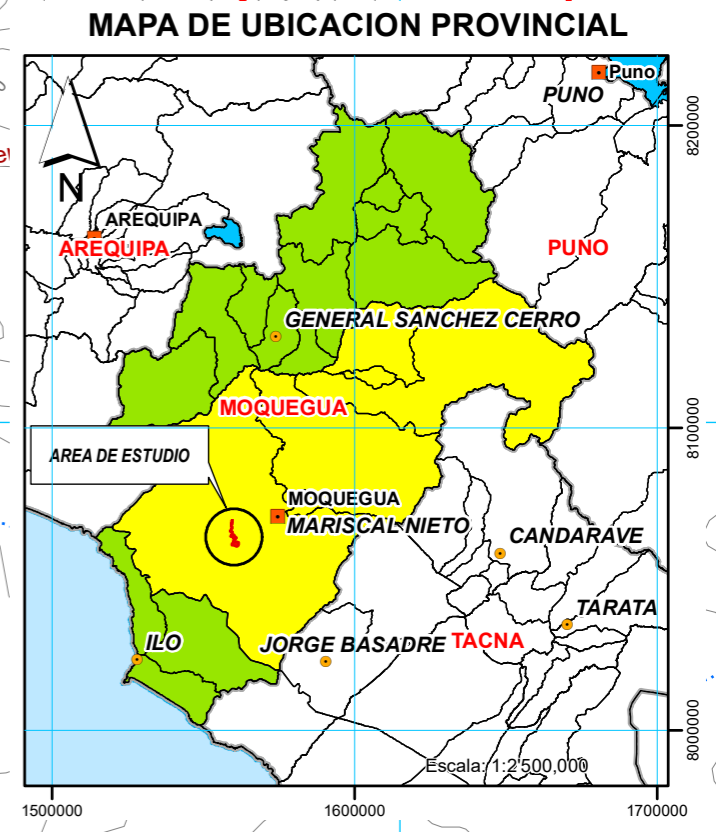 MAPA DE UBICACION PROVINCIAL
Puno
PUNO
8200000
N
AREQUIPA
AREQUIPA
PUNO
GENERAL SANCHEZ CERRO
MOQUEGUA
8100000
AREA DE ESTUDIO
MOQUEGUA
MARISCAL NIETO
CANDARAVE
TARATA
ILO
JORGE BASADRE
TACNA
8000000
Escala: 1:2'500,000
1500000
1600000
1700000